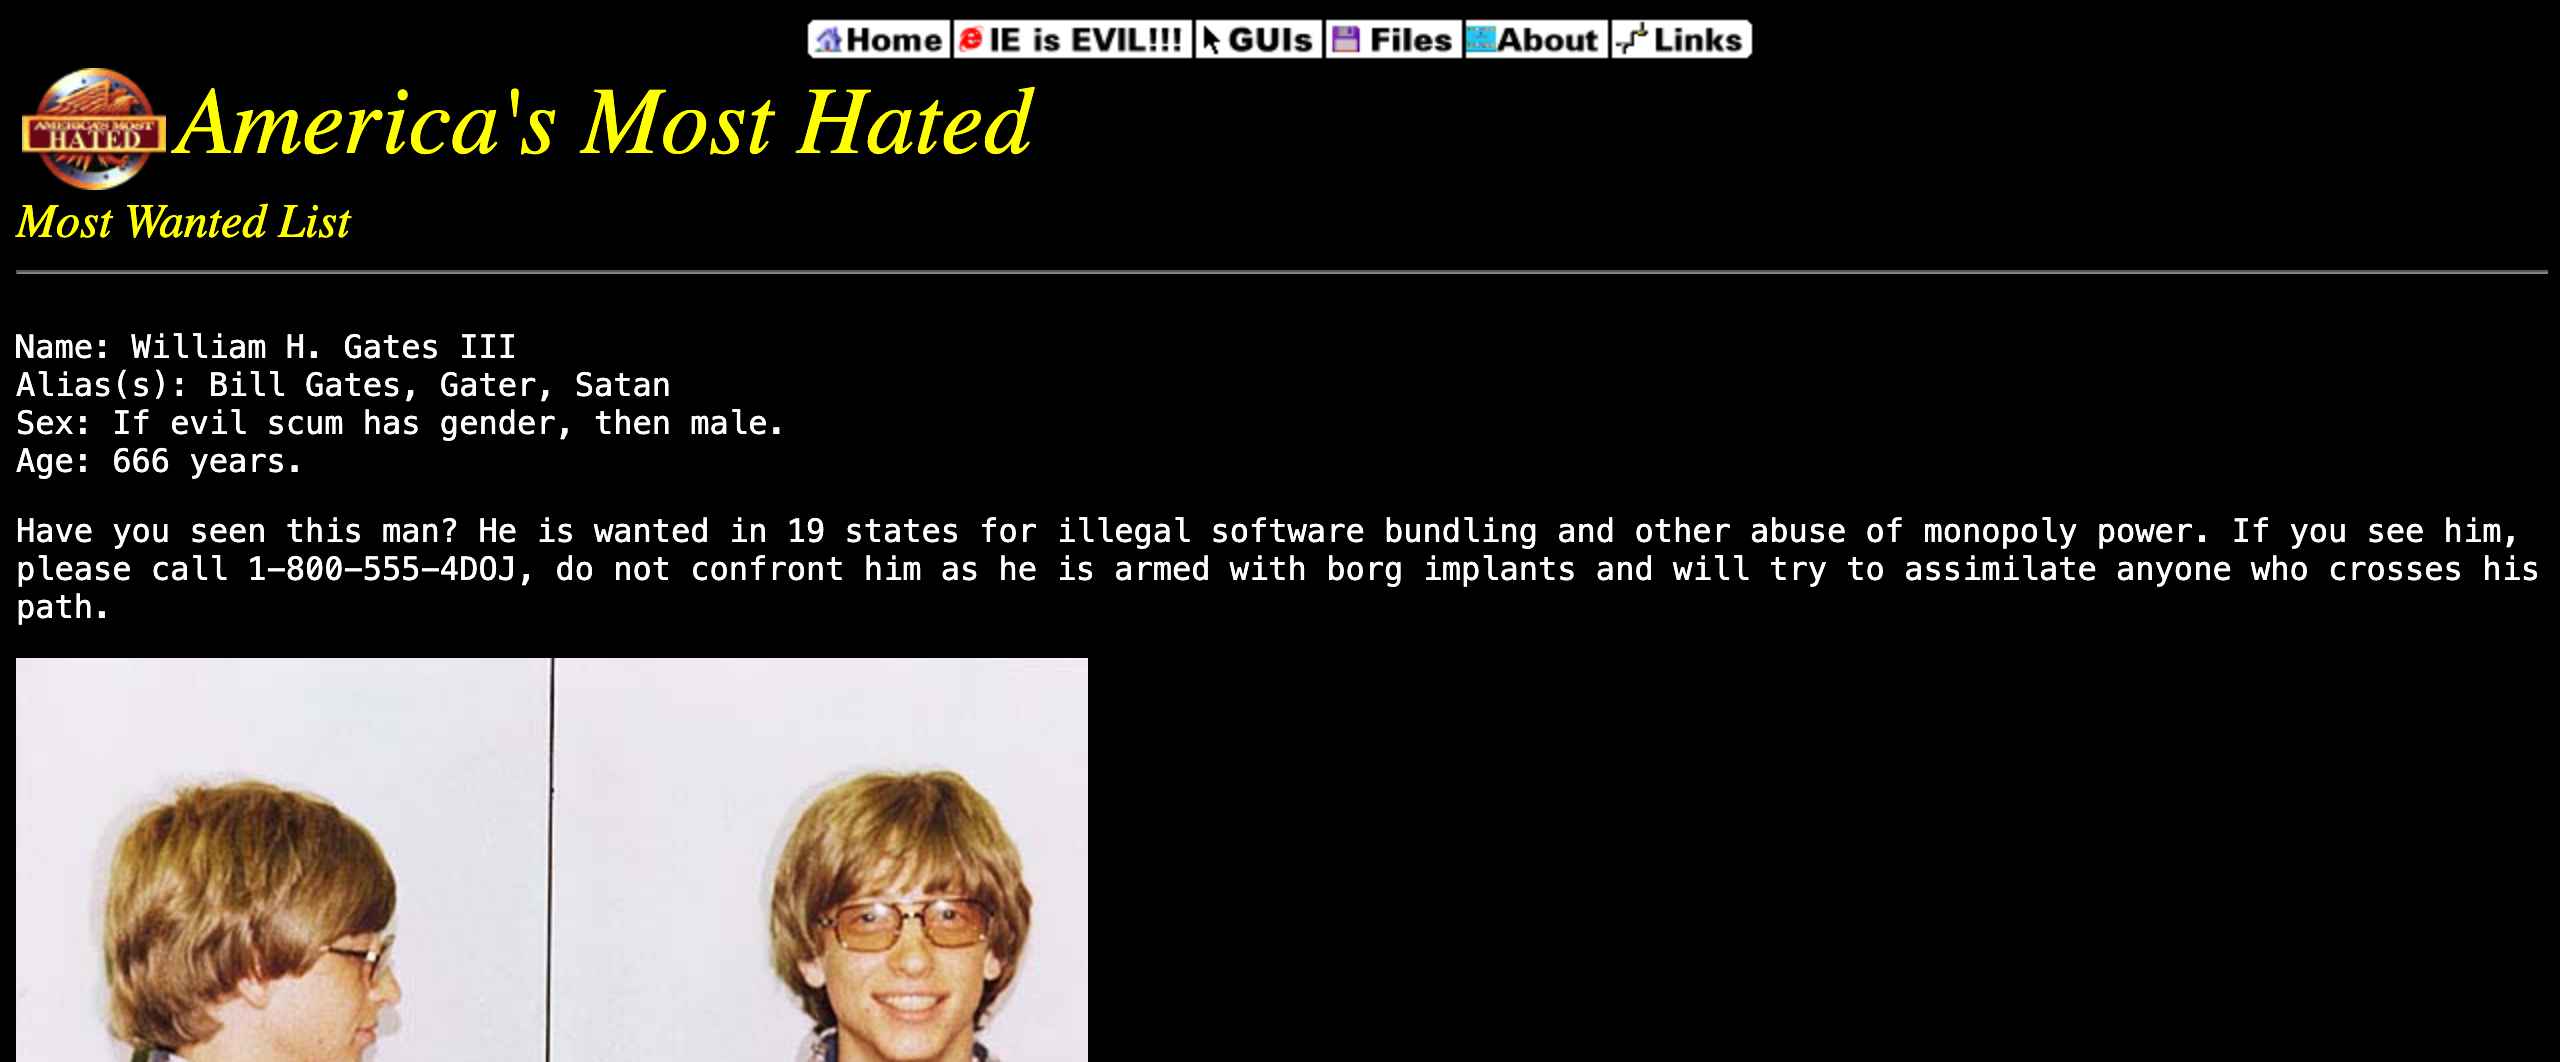 Home IE is EVIL!!! GUIs Files About Links
AMERICA'S MOST
HATED
America's Most Hated
Most Wanted List
Name: William H. Gates III
Alias(s): Bill Gates, Gater, Satan
Sex: If evil scum has gender, then male.
Age: 666 years.
Have you seen this man? He is wanted in 19 states for illegal software bundling and other abuse of monopoly power. If you see him,
please call 1-800-555-4DOJ, do not confront him as he is armed with borg implants and will try to assimilate anyone who crosses his
path.